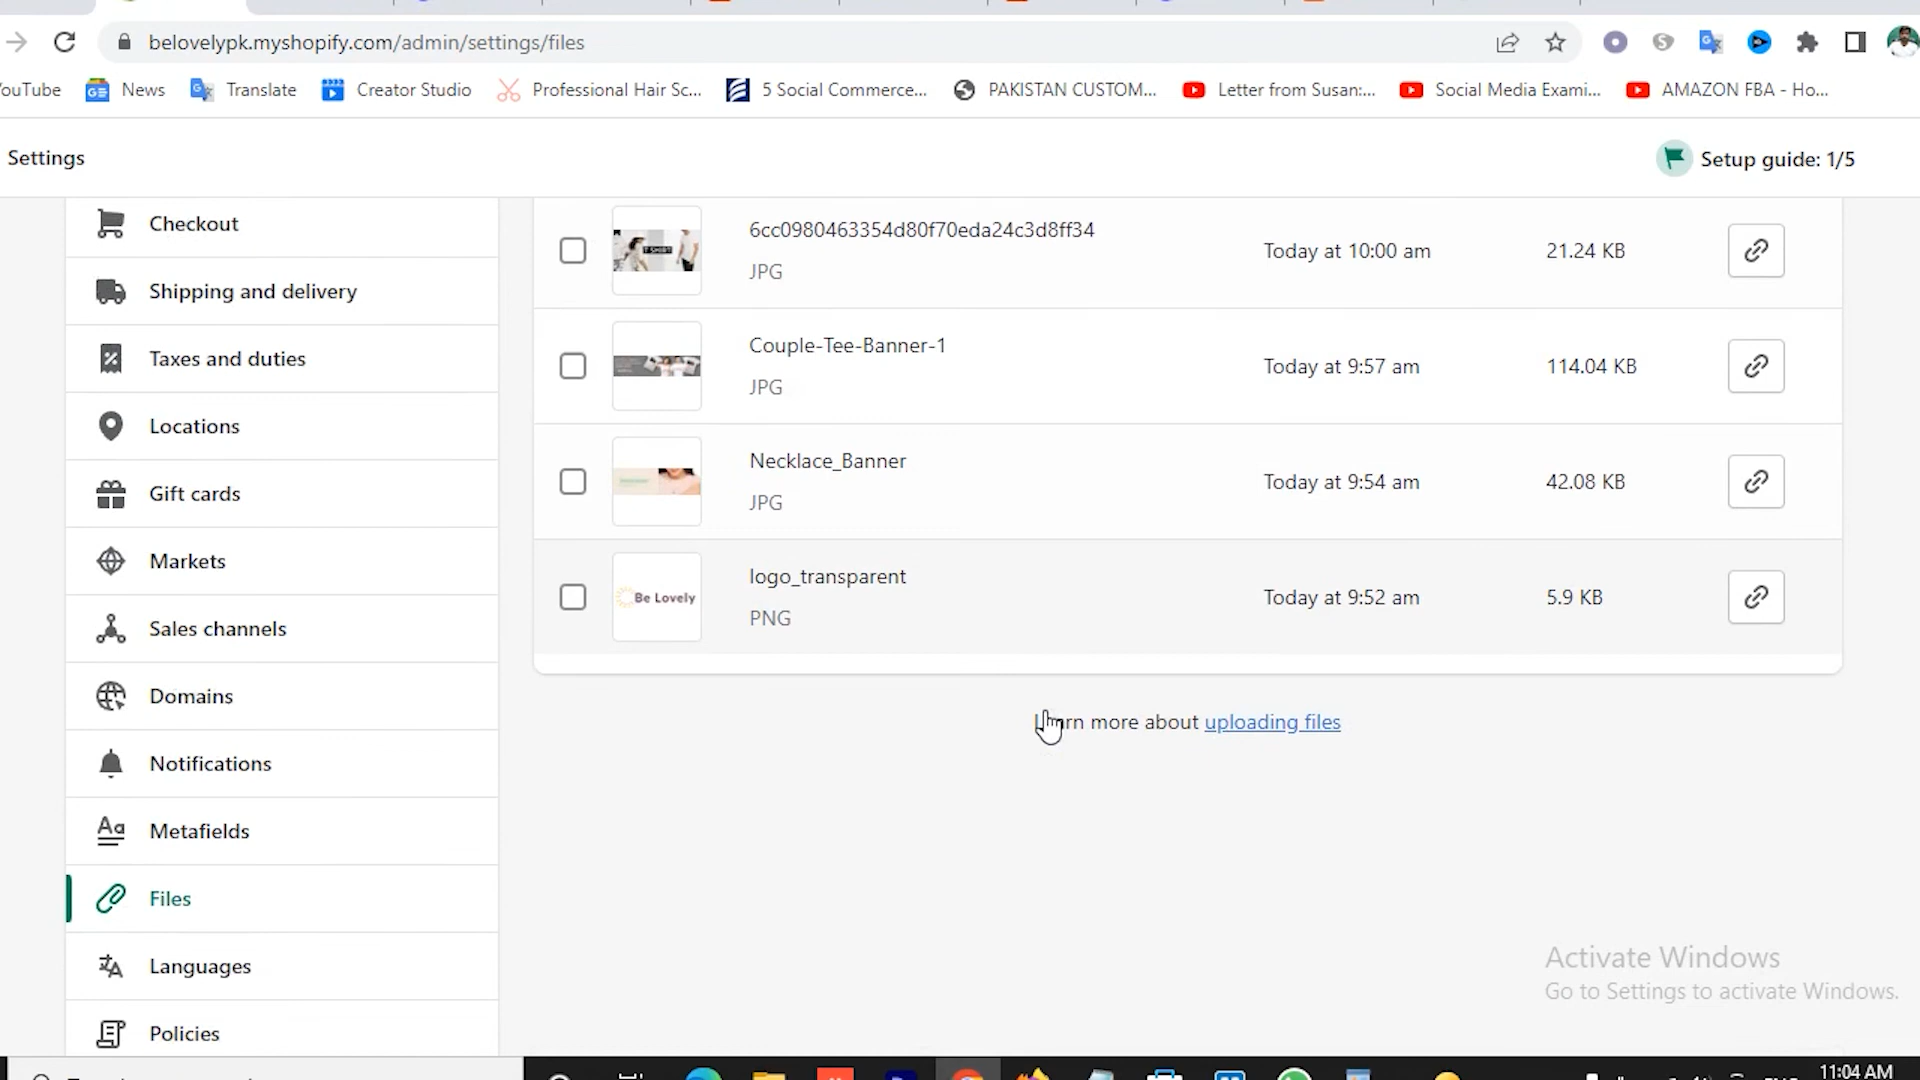 belovelypk.myshopify.com/admin/settings/files
ouTube
News
Translate
Creator Studio
Professional Hair Sc...
5 Social Commerce...
PAKISTAN CUSTOM...
Letter from Susan:...
Social Media Exami...
AMAZON FBA - Ho...
Settings
Setup guide: 1/5
Checkout
Shipping and delivery
Taxes and duties
Locations
Gift cards
Markets
Sales channels
Domains
Notifications
Metafields
Files
Languages
Policies
6cc0980463354d80f70eda24c3d8ff34
JPG
Today at 10:00 am
21.24 KB
Couple-Tee-Banner-1
JPG
Today at 9:57 am
114.04 KB
Necklace_Banner
JPG
Today at 9:54 am
42.08 KB
Be Lovely
logo_transparent
PNG
Today at 9:52 am
5.9 KB
Learn more about uploading files
Activate Windows
Go to Settings to activate Windows.
11:04 AM